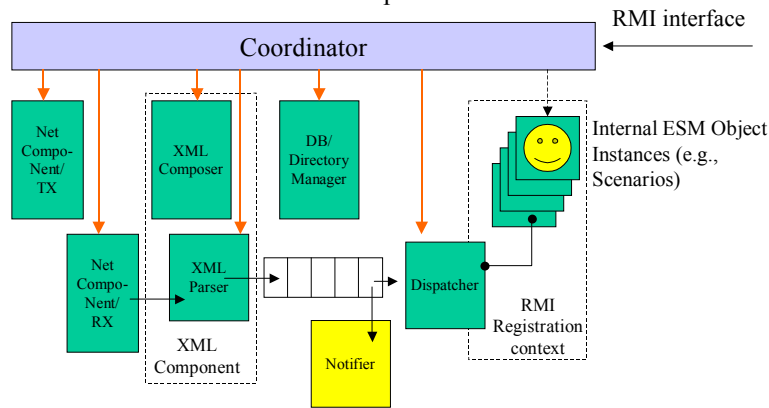 RMI interface
Coordinator
Net
Compo-
Nent/
TX
XML
Composer
DB/
Directory
Manager
Internal ESM Object
Instances (e.g.,
Scenarios)
Net
Compo-
Nent/
RX
XML
Parser
Dispatcher
RMI
Registration
context
XML
Component
Notifier